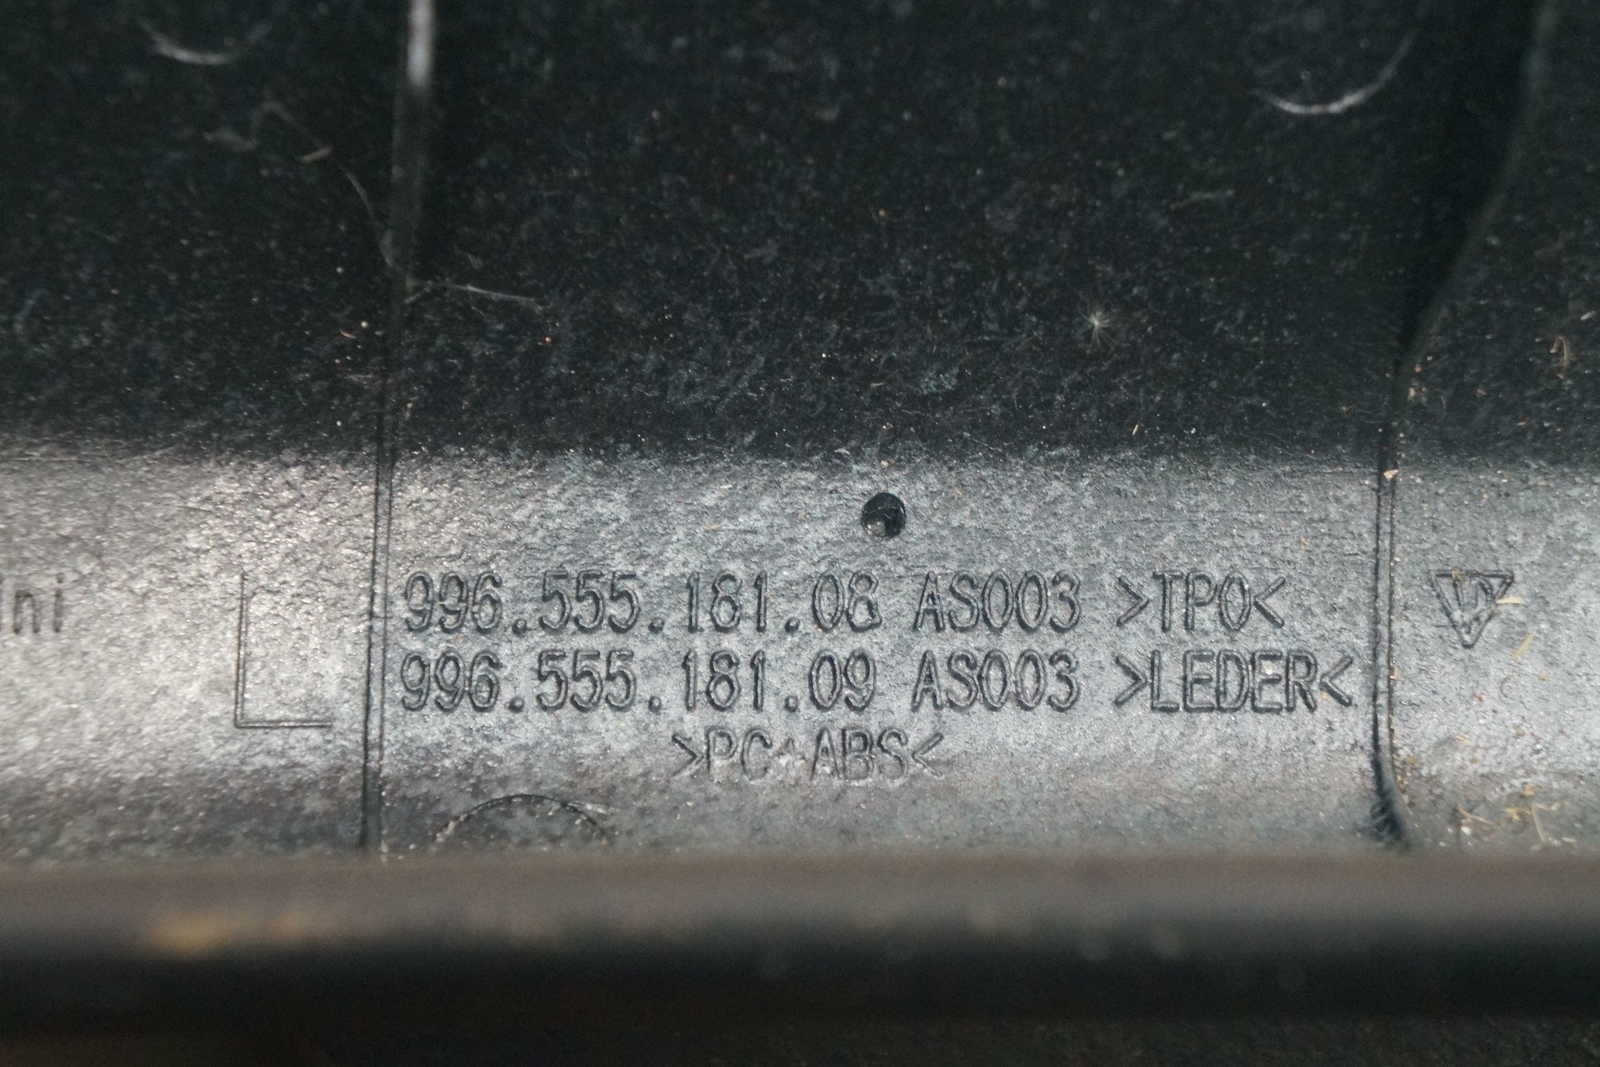 996.555.181.08 AS003 >TPO<
996.555.181.09 AS003 >LEDER<
>PC+ABS<